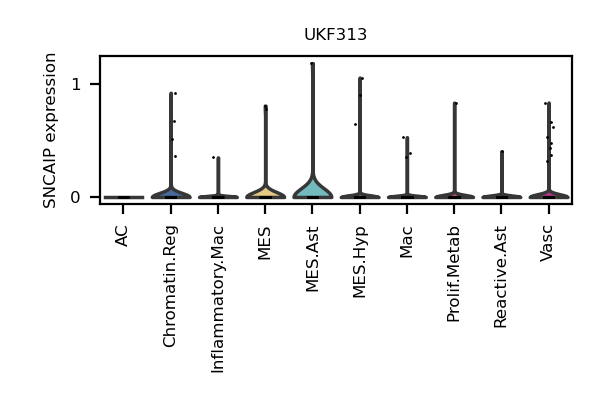 UKF313
SNCAIP expression
1
0
AC
Chromatin.Reg
Inflammatory.Mac
MES
MES.Ast
MES.Hyp
Mac
Prolif.Metab
Reactive.Ast
Vasc